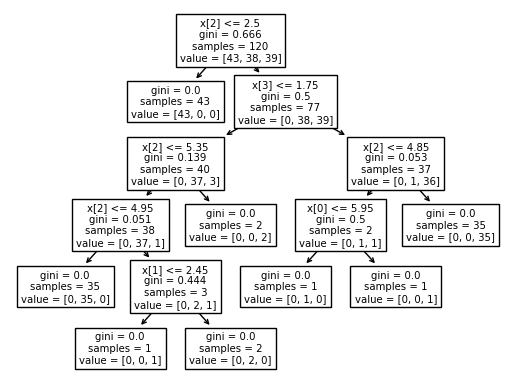 x[2] <= 2.5
gini = 0.666
samples = 120
value = [43, 38, 39]
gini = 0.0
samples = 43
value = [43, 0, 0]
x[3] <= 1.75
gini = 0.5
samples = 77
value = [0, 38, 39]
x[2] <= 5.35
gini = 0.139
samples = 40
value = [0, 37, 3]
x[2] <= 4.85
gini = 0.053
samples = 37
value = [0, 1, 36]
x[2] <= 4.95
gini = 0.051
samples = 38
value = [0, 37, 1]
gini = 0.0
samples = 2
value = [0, 0, 2]
x[0] <= 5.95
gini = 0.5
samples = 2
value = [0, 1, 1]
gini = 0.0
samples = 35
value = [0, 0, 35]
gini = 0.0
samples = 35
value = [0, 35, 0]
x[1] <= 2.45
gini = 0.444
samples = 3
value = [0, 2, 1]
gini = 0.0
samples = 1
value = [0, 1, 0]
gini = 0.0
samples = 1
value = [0, 0, 1]
gini = 0.0
samples = 1
value = [0, 0, 1]
gini = 0.0
samples = 2
value = [0, 2, 0]